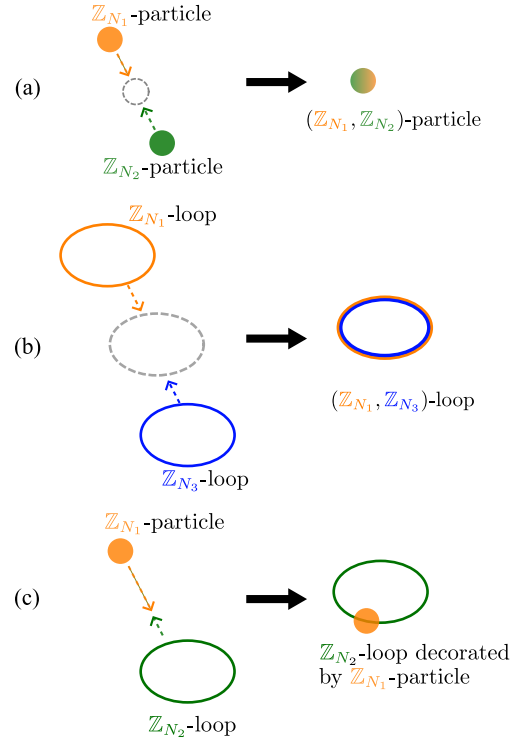 ℤ_{N_1}-particle
(a)
(ℤ_{N_1}, ℤ_{N_2})-particle
ℤ_{N_2}-particle
ℤ_{N_1}-loop
(b)
(ℤ_{N_1}, ℤ_{N_3})-loop
ℤ_{N_3}-loop
ℤ_{N_1}-particle
(c)
ℤ_{N_2}-loop decorated
by ℤ_{N_1}-particle
ℤ_{N_2}-loop